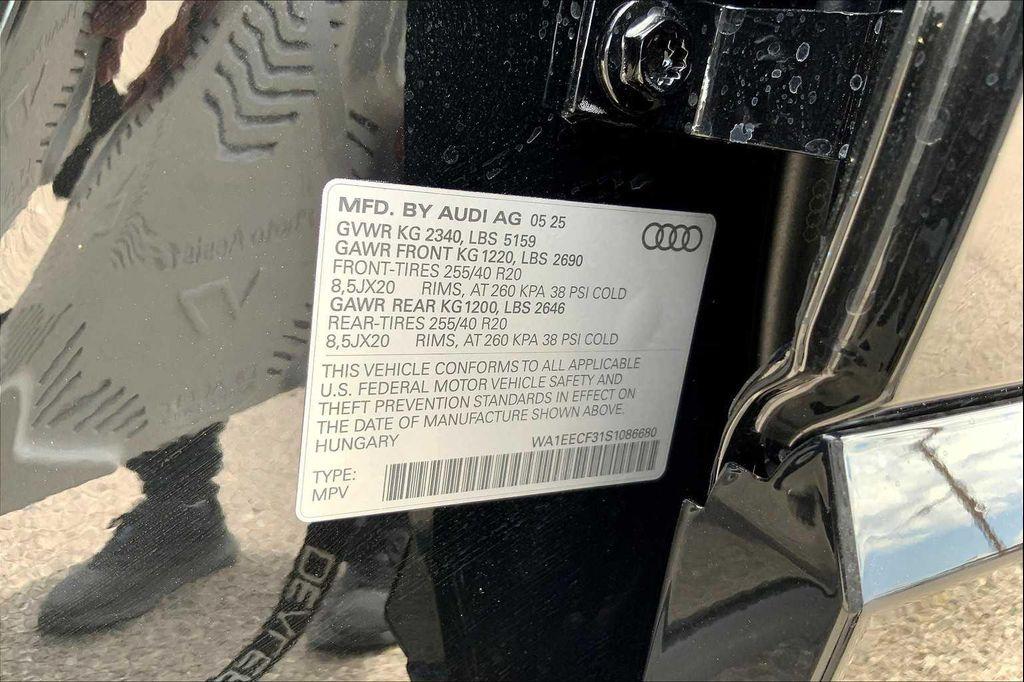 MFD. BY AUDI AG 05 25
GVWR KG 2340, LBS 5159
GAWR FRONT KG 1220, LBS 2690
FRONT-TIRES 255/40 R20
8,5JX20 RIMS, AT 260 KPA 38 PSI COLD
GAWR REAR KG1200, LBS 2646
REAR-TIRES 255/40 R20
8,5JX20 RIMS, AT 260 KPA 38 PSI COLD
THIS VEHICLE CONFORMS TO ALL APPLICABLE
U.S. FEDERAL MOTOR VEHICLE SAFETY AND
THEFT PREVENTION STANDARDS IN EFFECT ON
THE DATE OF MANUFACTURE SHOWN ABOVE.
HUNGARY WA1EECF31S1086680
TYPE:
MPV